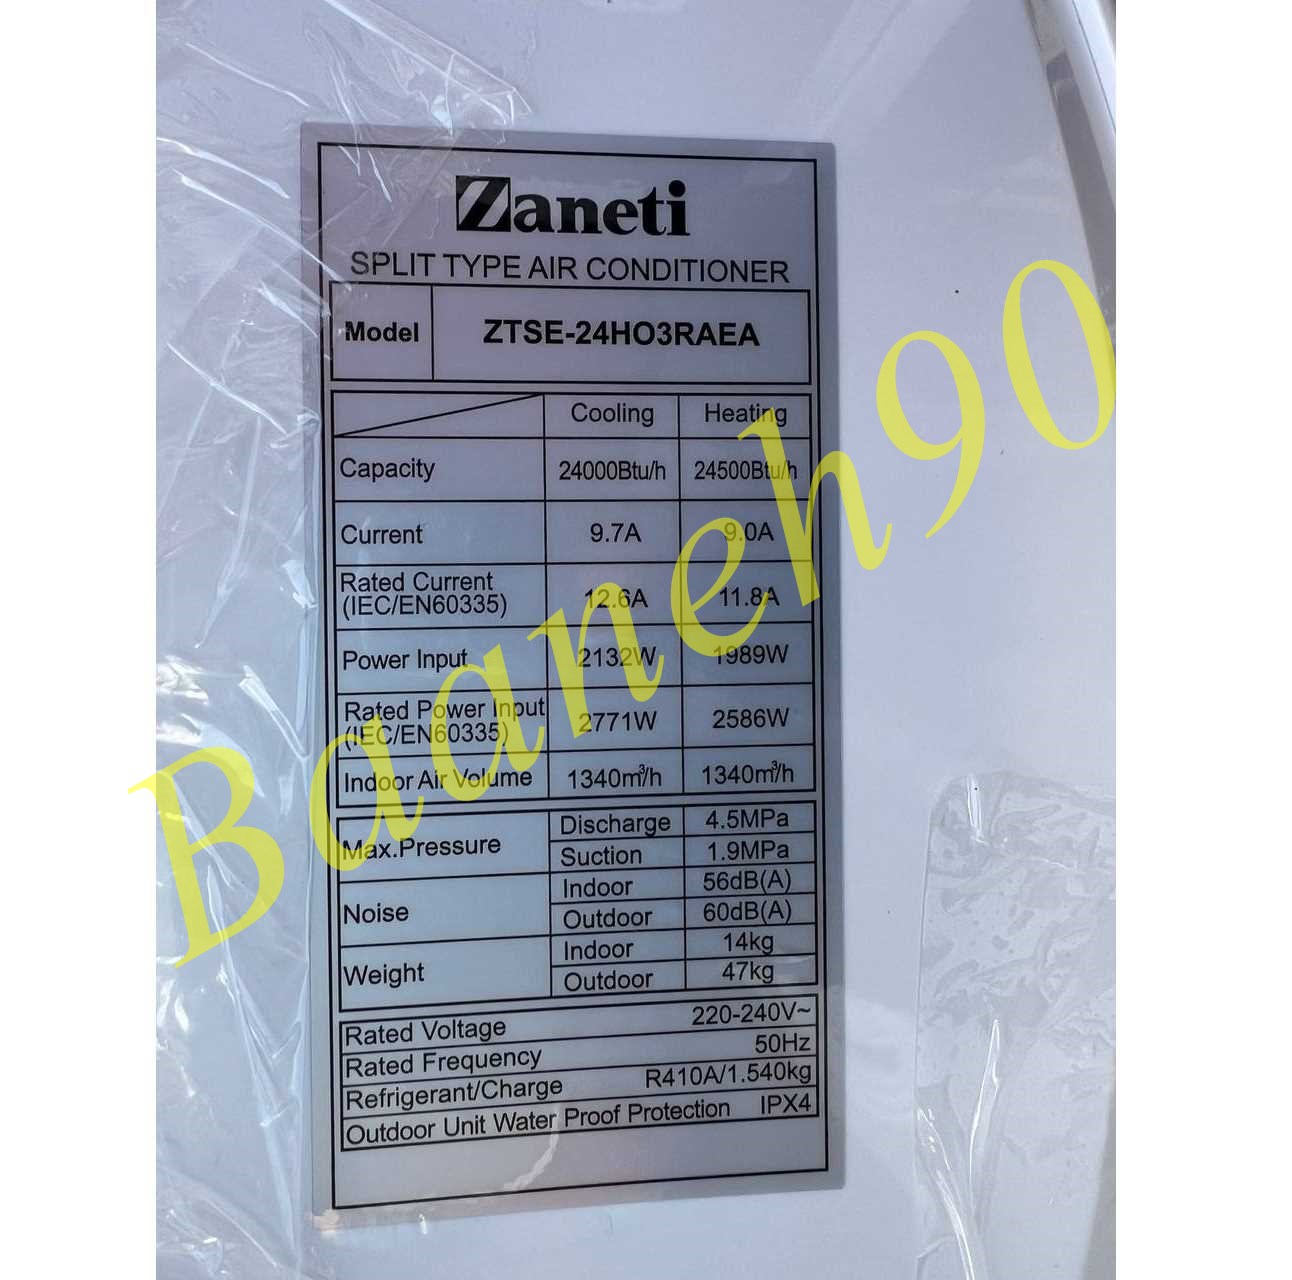 Zaneti
SPLIT TYPE AIR CONDITIONER
Model ZTSE-24HO3RAEA
Cooling Heating
Capacity 24000Btu/h 24500Btu/h
Current 9.7A 9.0A
Rated Current
(IEC/EN60335) 12.6A 11.8A
Power Input 2132W 1989W
Rated Power Input
(IEC/EN60335) 2771W 2586W
Indoor Air Volume 1340m³/h 1340m³/h
Max.Pressure Discharge 4.5MPa
Suction 1.9MPa
Noise Indoor 56dB(A)
Outdoor 60dB(A)
Weight Indoor 14kg
Outdoor 47kg
Rated Voltage 220-240V~
Rated Frequency 50Hz
Refrigerant/Charge R410A/1.540kg
Outdoor Unit Water Proof Protection IPX4
Baaneh90